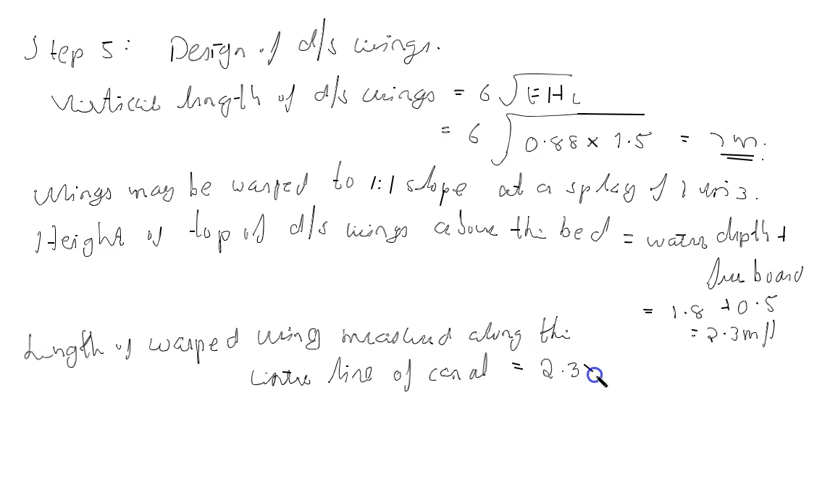 Step 5: Design of d/s wings.
Vertical length of d/s wings = 6 √EHL
= 6 √0.88 × 1.5 = 7m.
Wings may be warped to 1:1 slope at a splay of 1 in 3.
Height of top of d/s wings above the bed = water depth +
free board
= 1.8 + 0.5
= 2.3m //
Length of warped wing measured along the
centre line of canal = 2.3